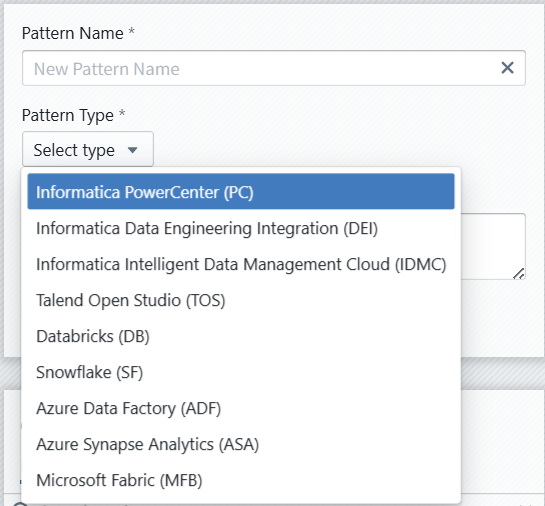 Pattern Name *
New Pattern Name
Pattern Type *
Select type
Informatica PowerCenter (PC)
Informatica Data Engineering Integration (DEI)
Informatica Intelligent Data Management Cloud (IDMC)
Talend Open Studio (TOS)
Databricks (DB)
Snowflake (SF)
Azure Data Factory (ADF)
Azure Synapse Analytics (ASA)
Microsoft Fabric (MFB)